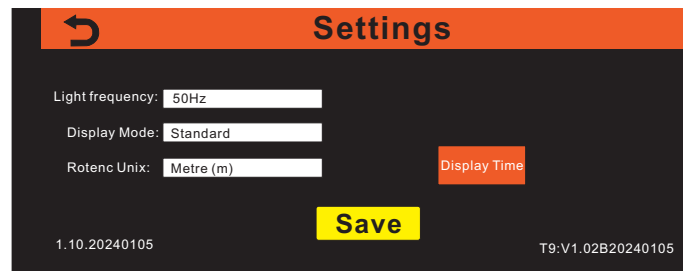 Settings
Light frequency: 50Hz
Display Mode: Standard
Rotenc Unix: Metre (m)
Display Time
Save
1.10.20240105
T9:V1.02B20240105